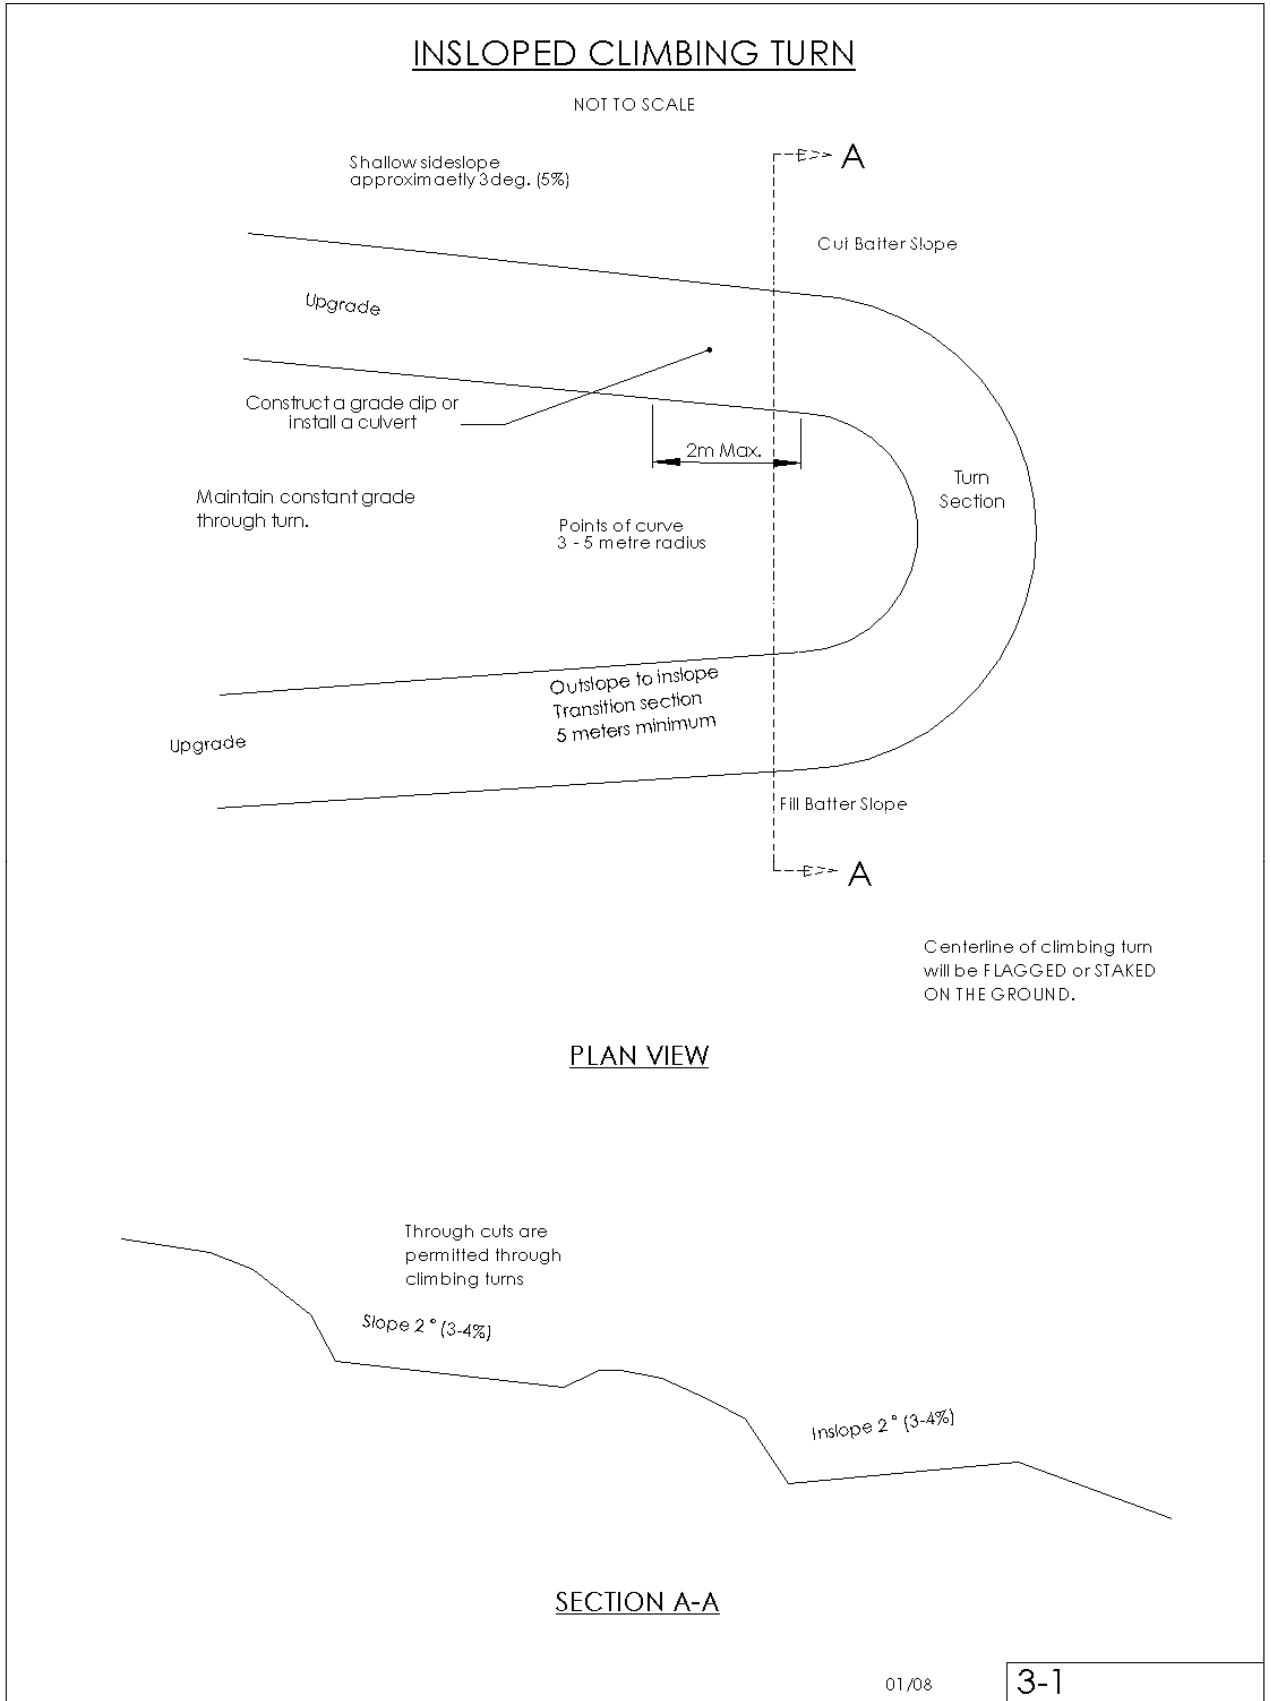 INSLOPED CLIMBING TURN
NOT TO SCALE
A
Shallow sideslope
approximaetly 3deg. (5%)
Cut Batter Slope
Upgrade
Construct a grade dip or
install a culvert
2m Max.
Turn
Section
Maintain constant grade
through turn.
Points of curve
3 - 5 metre radius
Outslope to inslope
Transition section
5 meters minimum
Upgrade
Fill Batter Slope
A
Centerline of climbing turn
will be FLAGGED or STAKED
ON THE GROUND.
PLAN VIEW
Through cuts are
permitted through
climbing turns
Slope 2° (3-4%)
Inslope 2° (3-4%)
SECTION A-A
01/08
3-1